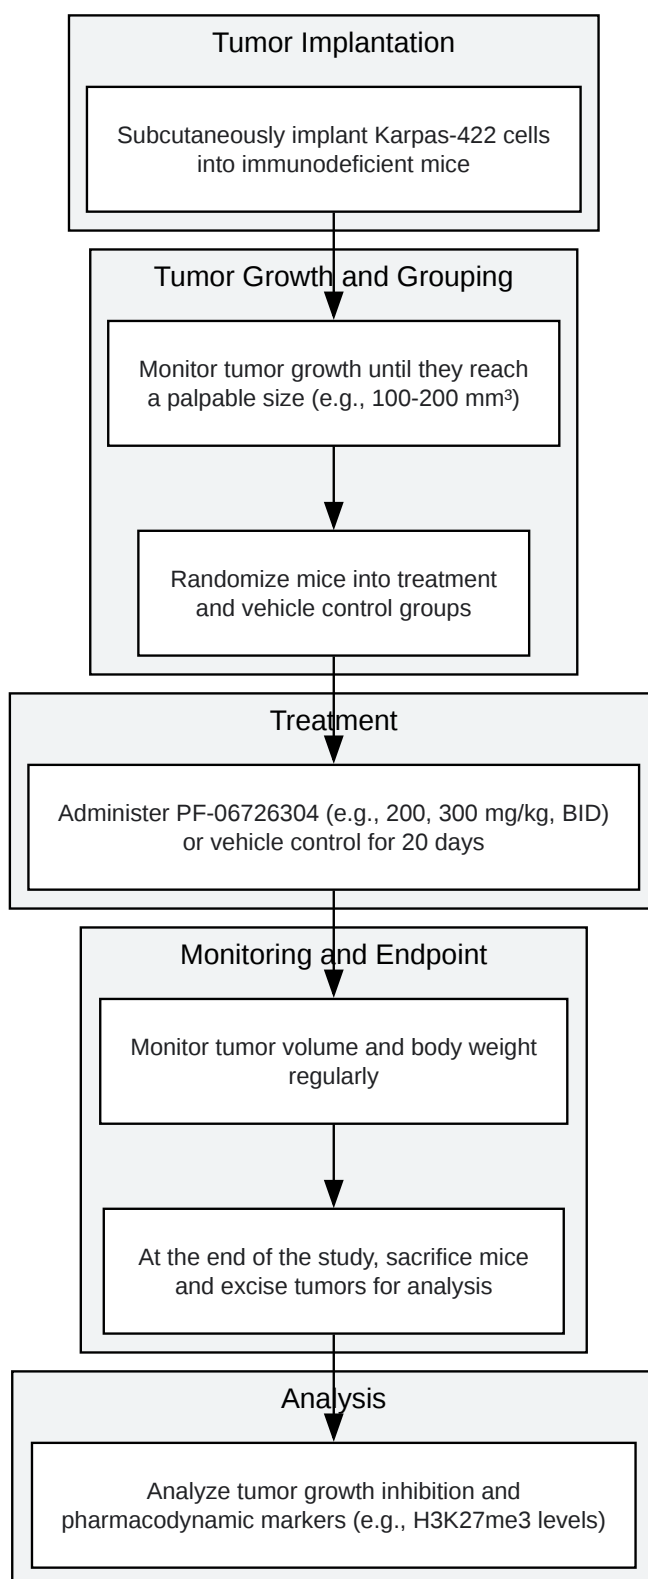 Tumor Implantation
Subcutaneously implant Karpas-422 cells
into immunodeficient mice
Tumor Growth and Grouping
Monitor tumor growth until they reach
a palpable size (e.g., 100-200 mm³)
Randomize mice into treatment
and vehicle control groups
Treatment
Administer PF-06726304 (e.g., 200, 300 mg/kg, BID)
or vehicle control for 20 days
Monitoring and Endpoint
Monitor tumor volume and body weight
regularly
At the end of the study, sacrifice mice
and excise tumors for analysis
Analysis
Analyze tumor growth inhibition and
pharmacodynamic markers (e.g., H3K27me3 levels)